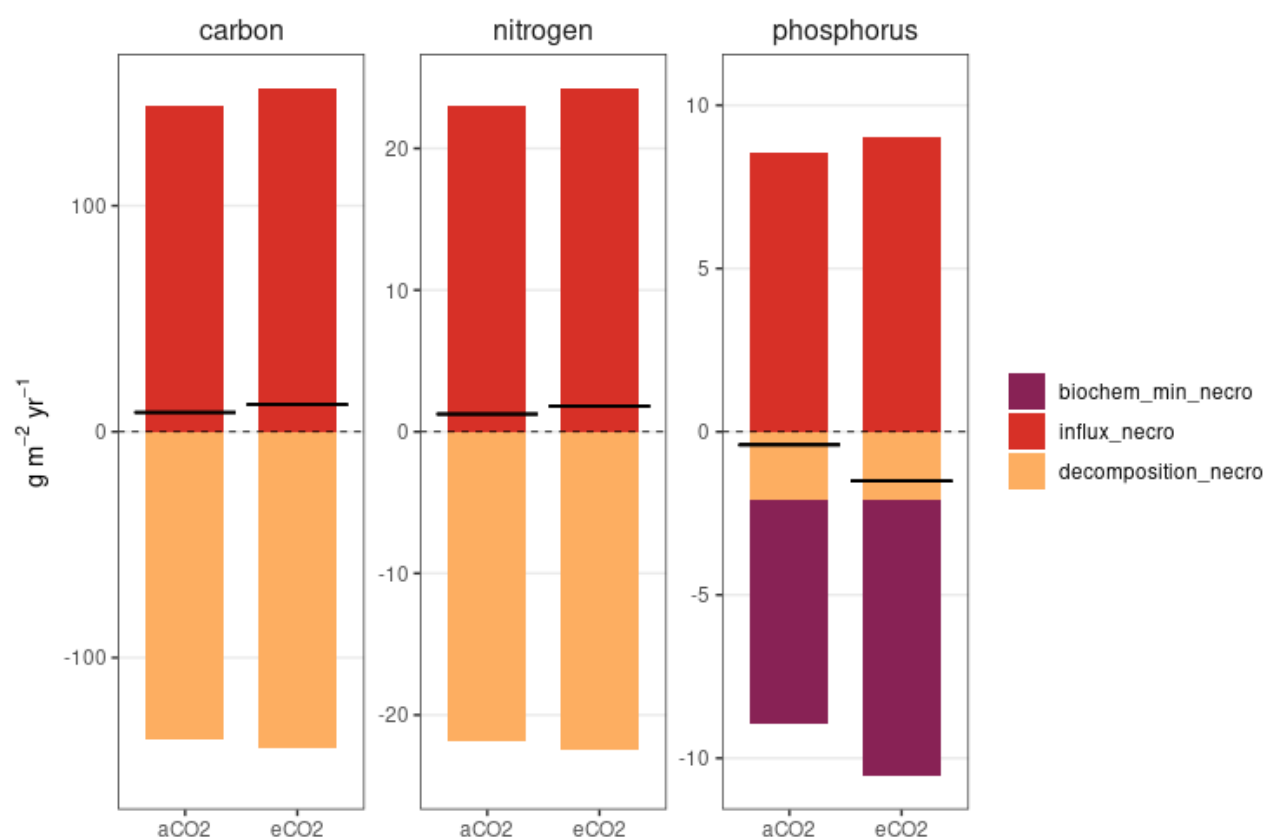 carbon
nitrogen
phosphorus
g m⁻² yr⁻¹
100
0
-100
aCO2
eCO2
20
10
0
-10
-20
aCO2
eCO2
10
5
0
-5
-10
aCO2
eCO2
biochem_min_necro
influx_necro
decomposition_necro